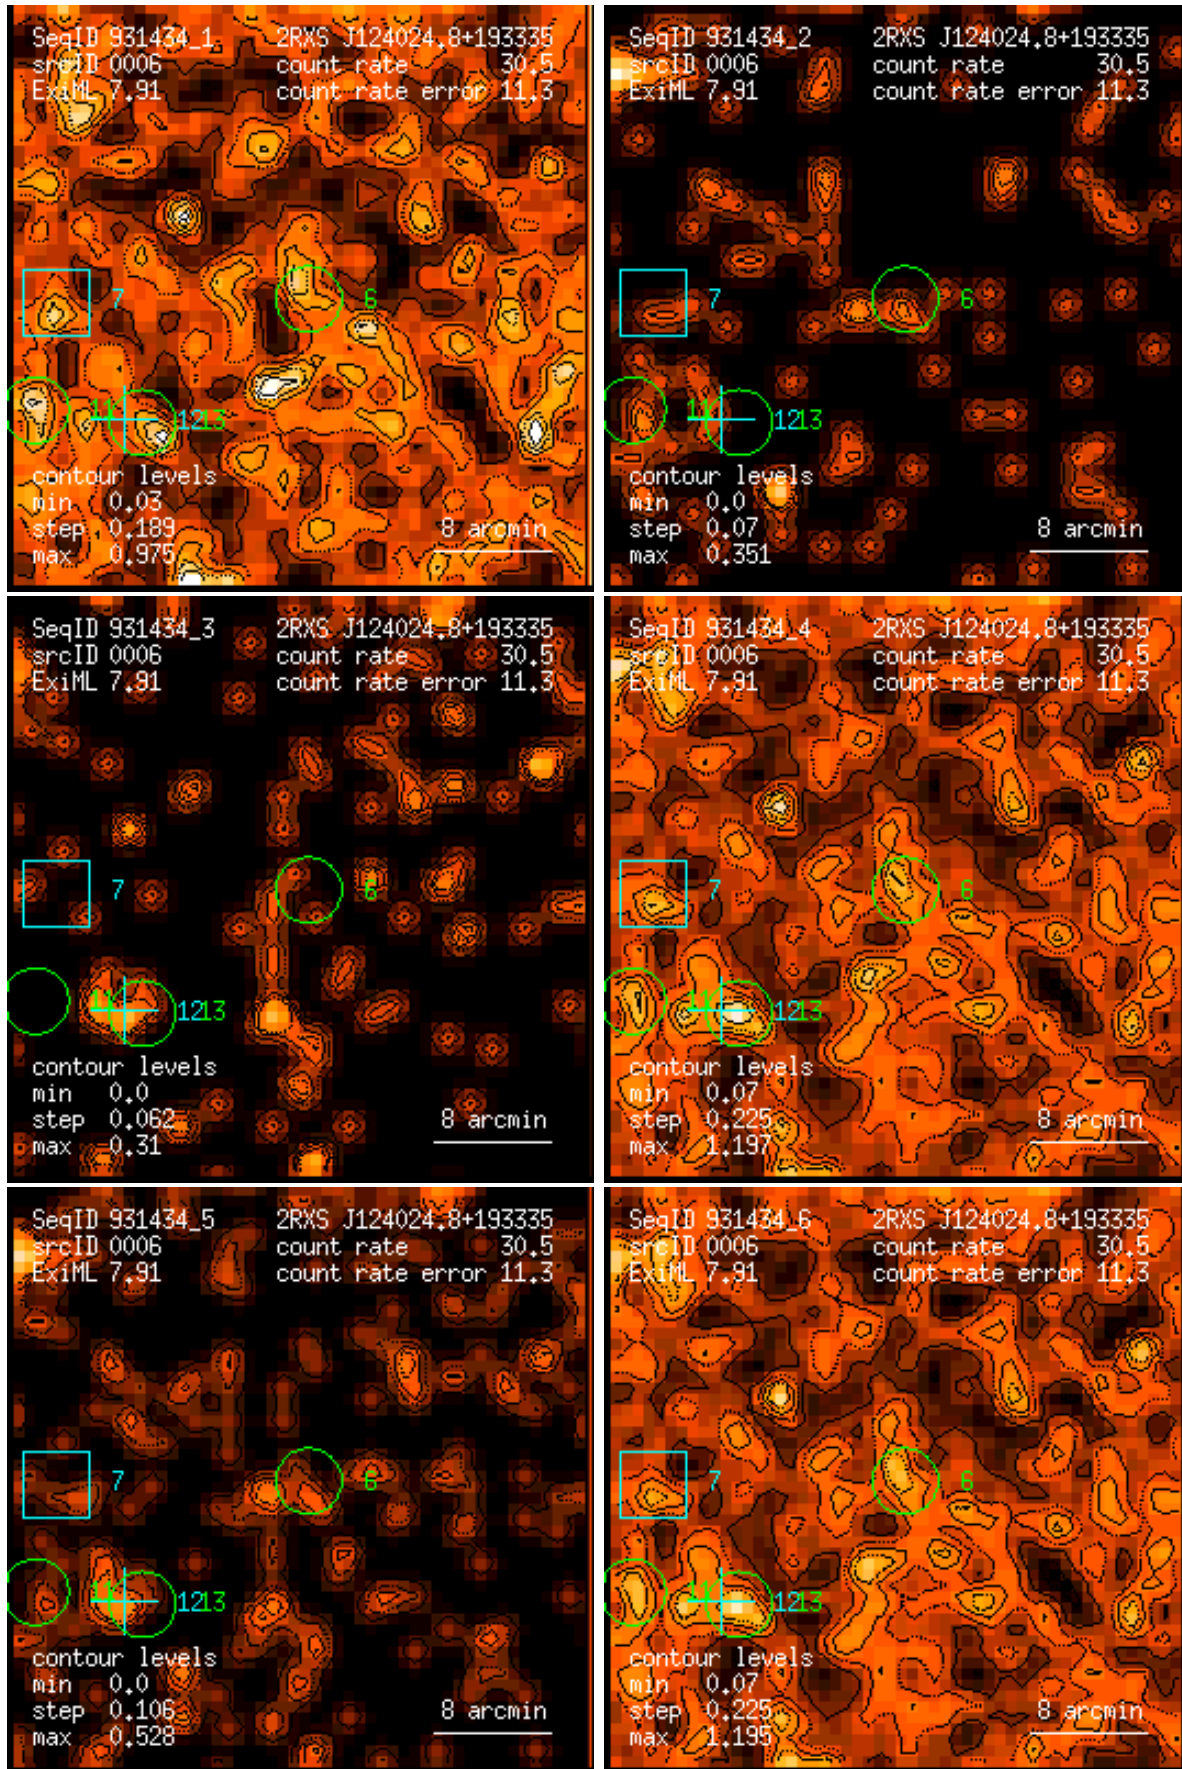 SeqID 931434_1 2RXS J124024.8+193335
srcID 0006 count rate 30.5
ExiML 7.91 count rate error 11.3
7
6
11 1213
contour levels
min 0.03
step 0.189 8 arcmin
max 0.975
SeqID 931434_2 2RXS J124024.8+193335
srcID 0006 count rate 30.5
ExiML 7.91 count rate error 11.3
7
6
11 1213
contour levels
min 0.0
step 0.07 8 arcmin
max 0.351
SeqID 931434_3 2RXS J124024.8+193335
srcID 0006 count rate 30.5
ExiML 7.91 count rate error 11.3
7
6
11 1213
contour levels
min 0.0
step 0.062 8 arcmin
max 0.31
SeqID 931434_4 2RXS J124024.8+193335
srcID 0006 count rate 30.5
ExiML 7.91 count rate error 11.3
7
6
11 1213
contour levels
min 0.07
step 0.225 8 arcmin
max 1.197
SeqID 931434_5 2RXS J124024.8+193335
srcID 0006 count rate 30.5
ExiML 7.91 count rate error 11.3
7
6
11 1213
contour levels
min 0.0
step 0.106 8 arcmin
max 0.528
SeqID 931434_6 2RXS J124024.8+193335
srcID 0006 count rate 30.5
ExiML 7.91 count rate error 11.3
7
6
11 1213
contour levels
min 0.07
step 0.225 8 arcmin
max 1.195